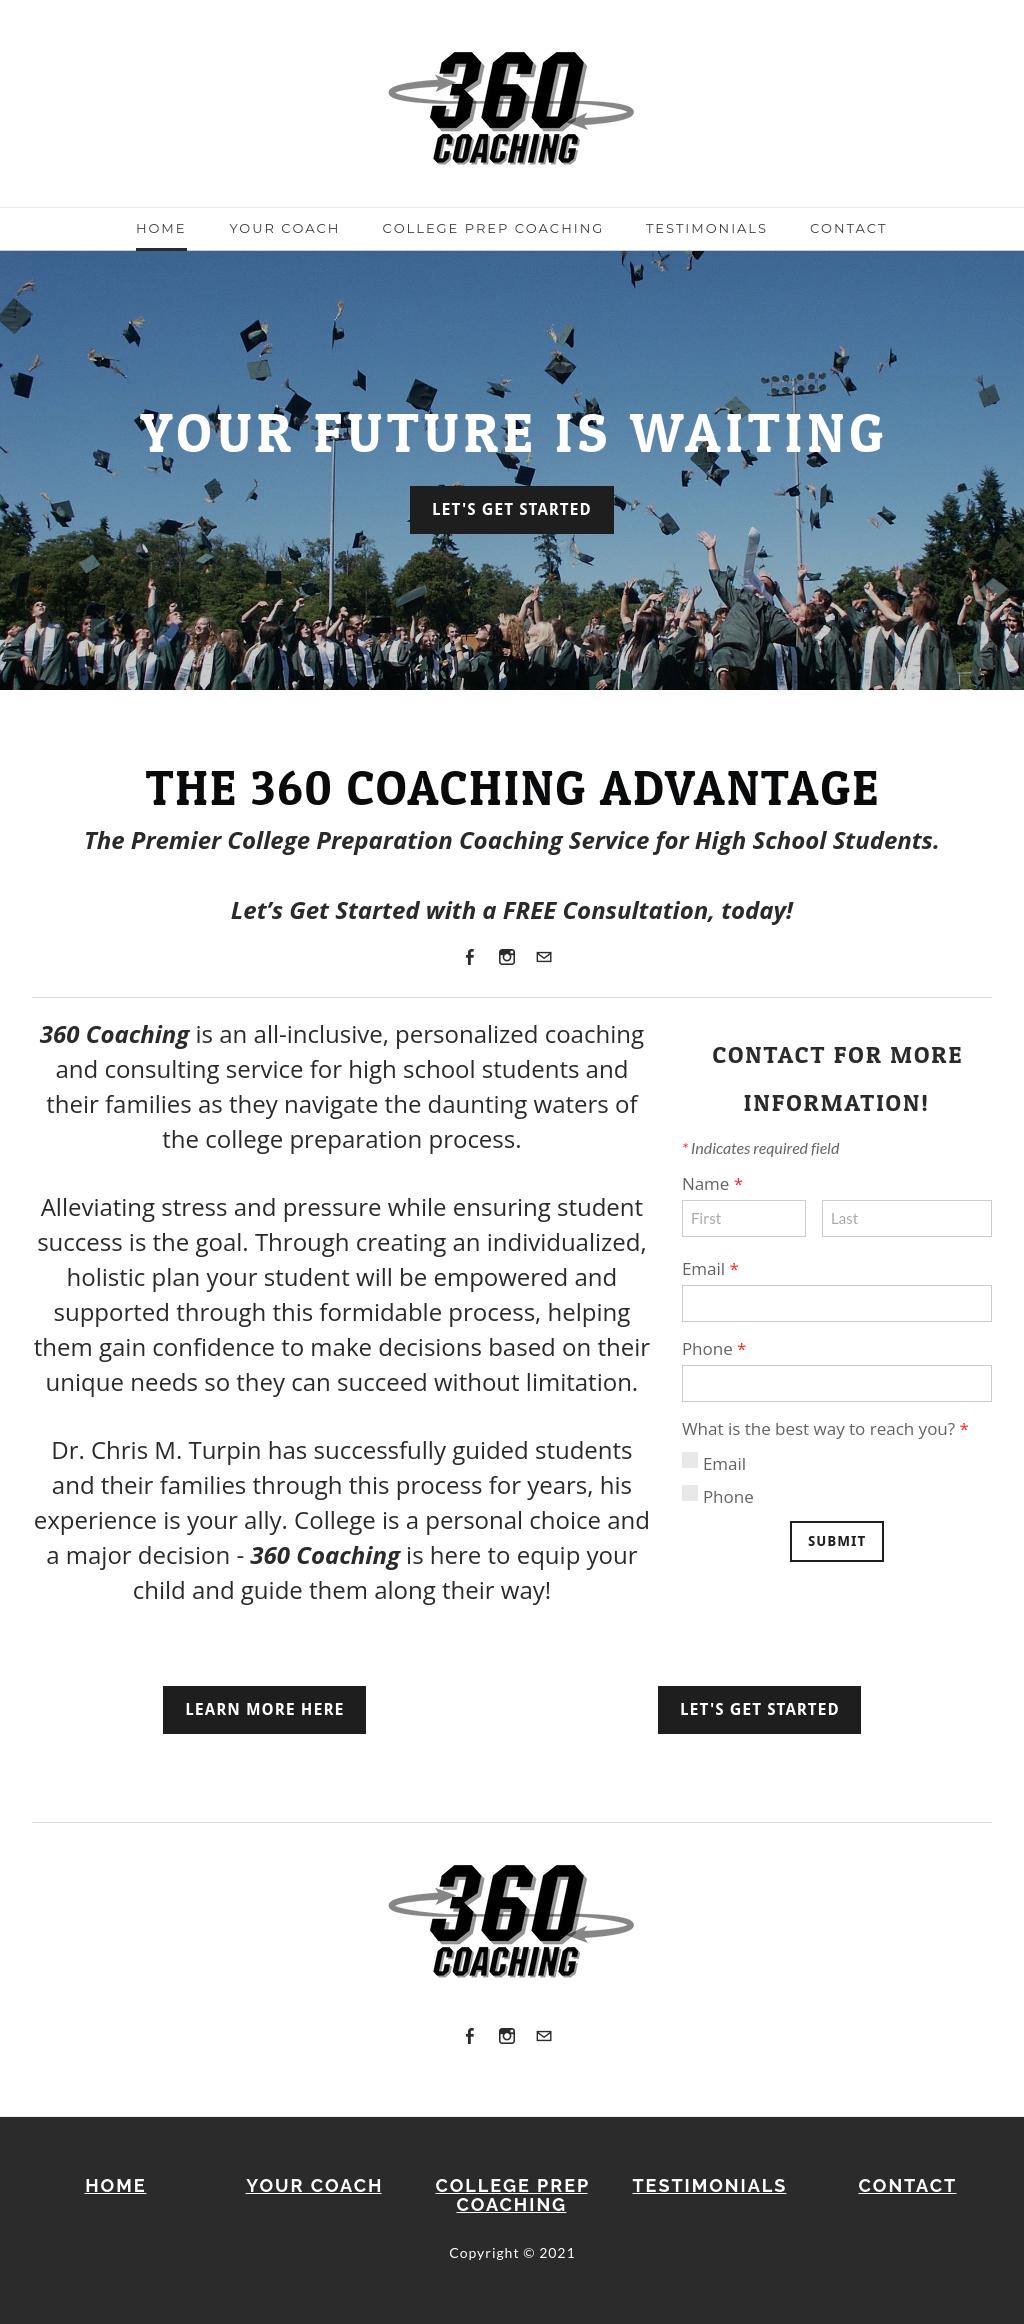 360
COACHING
HOME YOUR COACH COLLEGE PREP COACHING TESTIMONIALS CONTACT
YOUR FUTURE IS WAITING
LET'S GET STARTED
THE 360 COACHING ADVANTAGE
The Premier College Preparation Coaching Service for High School Students.
Let’s Get Started with a FREE Consultation, today!
360 Coaching is an all-inclusive, personalized coaching
and consulting service for high school students and
their families as they navigate the daunting waters of
the college preparation process.
Alleviating stress and pressure while ensuring student
success is the goal. Through creating an individualized,
holistic plan your student will be empowered and
supported through this formidable process, helping
them gain confidence to make decisions based on their
unique needs so they can succeed without limitation.
Dr. Chris M. Turpin has successfully guided students
and their families through this process for years, his
experience is your ally. College is a personal choice and
a major decision - 360 Coaching is here to equip your
child and guide them along their way!
CONTACT FOR MORE
INFORMATION!
* Indicates required field
Name *
First Last
Email *
Phone *
What is the best way to reach you? *
Email
Phone
SUBMIT
LEARN MORE HERE LET'S GET STARTED
360
COACHING
HOME YOUR COACH COLLEGE PREP TESTIMONIALS CONTACT
COACHING
Copyright © 2021